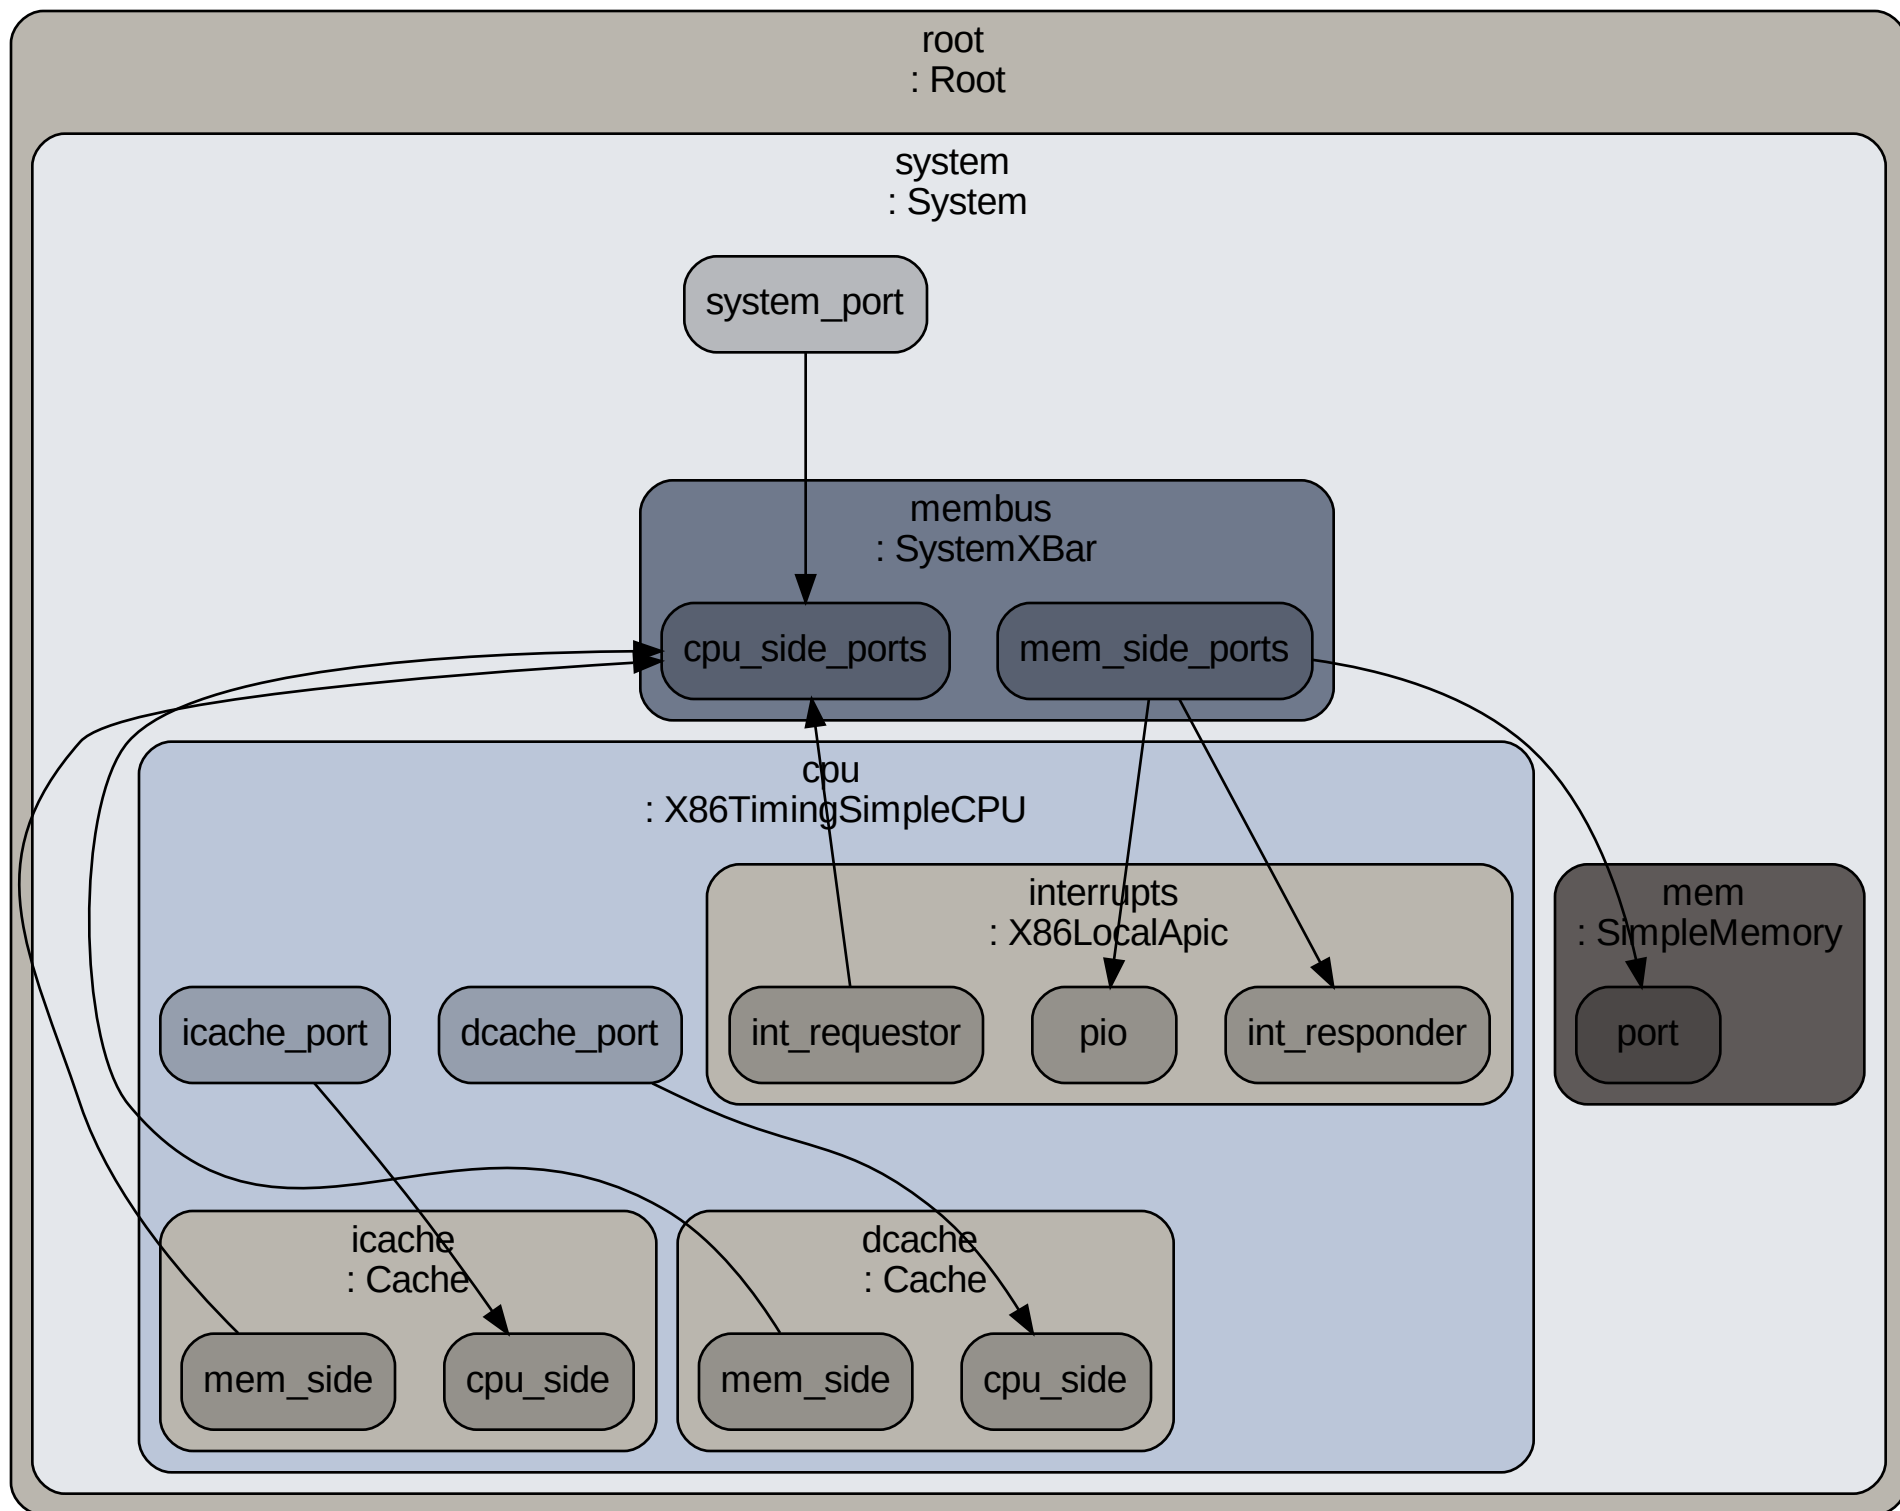 root
: Root
system
: System
system_port
membus
: SystemXBar
cpu_side_ports
mem_side_ports
cpu
: X86TimingSimpleCPU
interrupts
: X86LocalApic
mem
: SimpleMemory
icache_port
dcache_port
int_requestor
pio
int_responder
port
icache
: Cache
dcache
: Cache
mem_side
cpu_side
mem_side
cpu_side